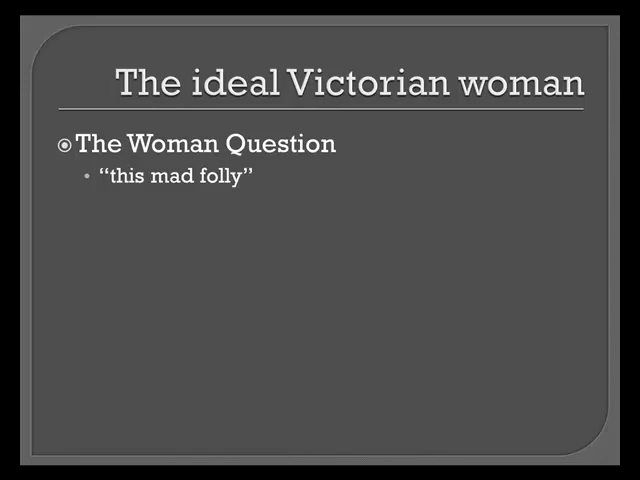 The ideal Victorian woman
The Woman Question
“this mad folly”